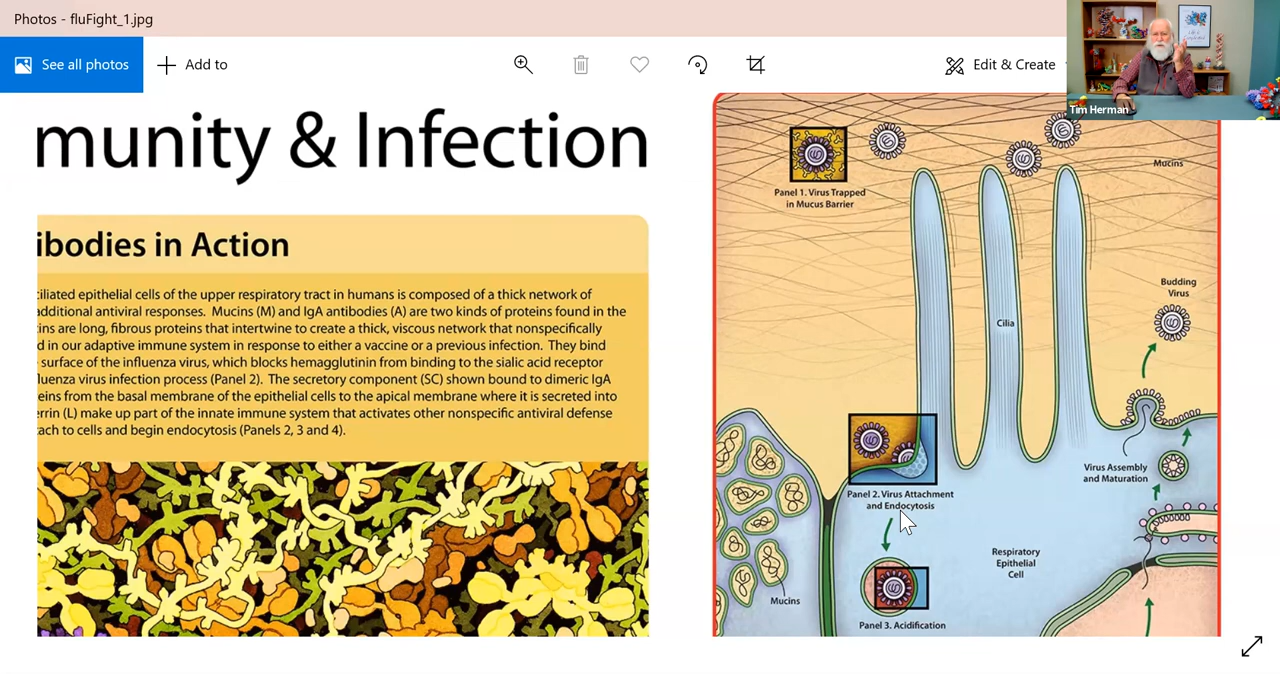 Photos - fluFight_1.jpg
See all photos
Add to
Edit & Create
Tim Herman
munity & Infection
ibodies in Action
ciliated epithelial cells of the upper respiratory tract in humans is composed of a thick network of
additional antiviral responses. Mucins (M) and IgA antibodies (A) are two kinds of proteins found in the
ins are long, fibrous proteins that intertwine to create a thick, viscous network that nonspecifically
d in our adaptive immune system in response to either a vaccine or a previous infection. They bind
surface of the influenza virus, which blocks hemagglutinin from binding to the sialic acid receptor
fluenza virus infection process (Panel 2). The secretory component (SC) shown bound to dimeric IgA
eins from the basal membrane of the epithelial cells to the apical membrane where it is secreted into
errin (L) make up part of the innate immune system that activates other nonspecific antiviral defense
tach to cells and begin endocytosis (Panels 2, 3 and 4).
Mucins
Panel 1. Virus Trapped
in Mucus Barrier
Budding
Virus
Cilia
Virus Assembly
and Maturation
Panel 2. Virus Attachment
and Endocytosis
Respiratory
Epithelial
Cell
Mucins
Panel 3. Acidification